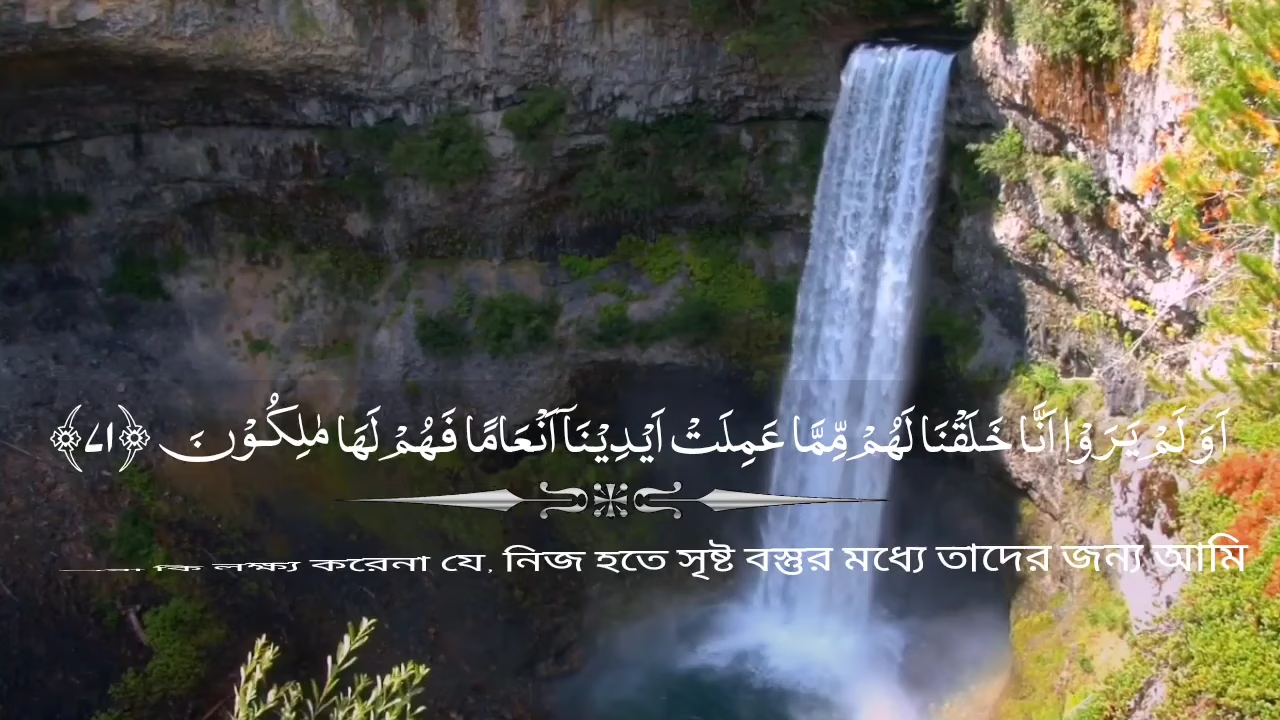 اَوَلَمۡ يَرَوۡا اَنَّا خَلَقۡنَا لَهُمۡ مِّمَّا عَمِلَتۡ اَيۡدِيۡنَاۤ اَنۡعَامًا فَهُمۡ لَهَا مٰلِكُوۡنَ ﴿۷۱﴾
কি লক্ষ্য করেনা যে, নিজ হতে সৃষ্ট বস্তুর মধ্যে তাদের জন্য আমি